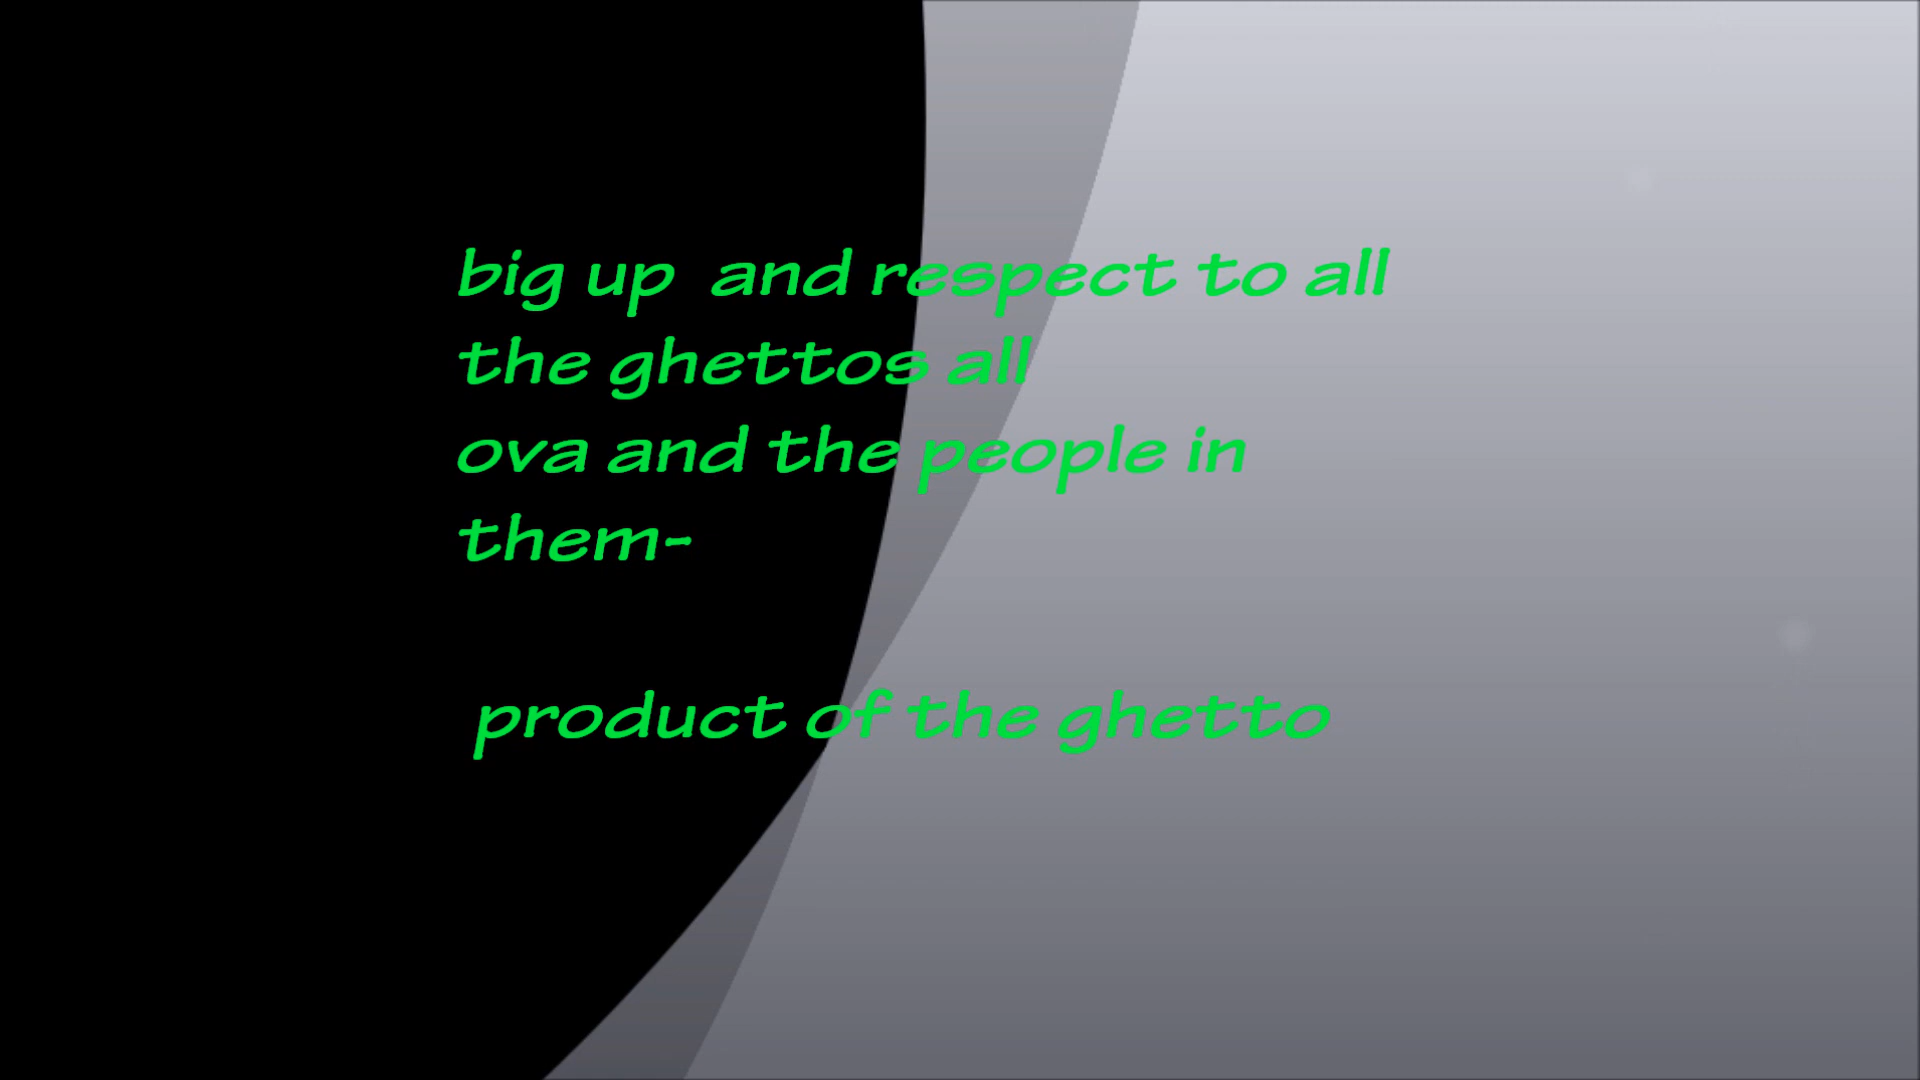 big up  and respect to all
the ghettos all
ova and the people in
them-
product of the ghetto